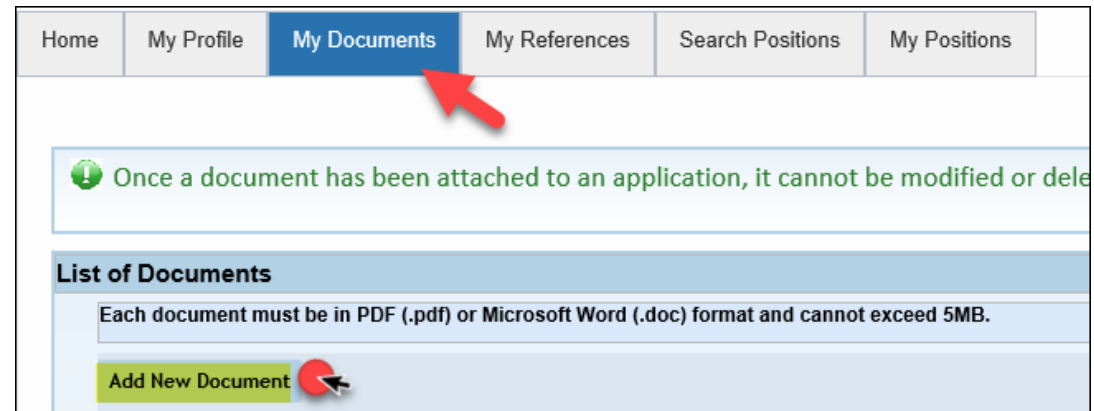 Home My Profile My Documents My References Search Positions My Positions
Once a document has been attached to an application, it cannot be modified or dele
List of Documents
Each document must be in PDF (.pdf) or Microsoft Word (.doc) format and cannot exceed 5MB.
Add New Document